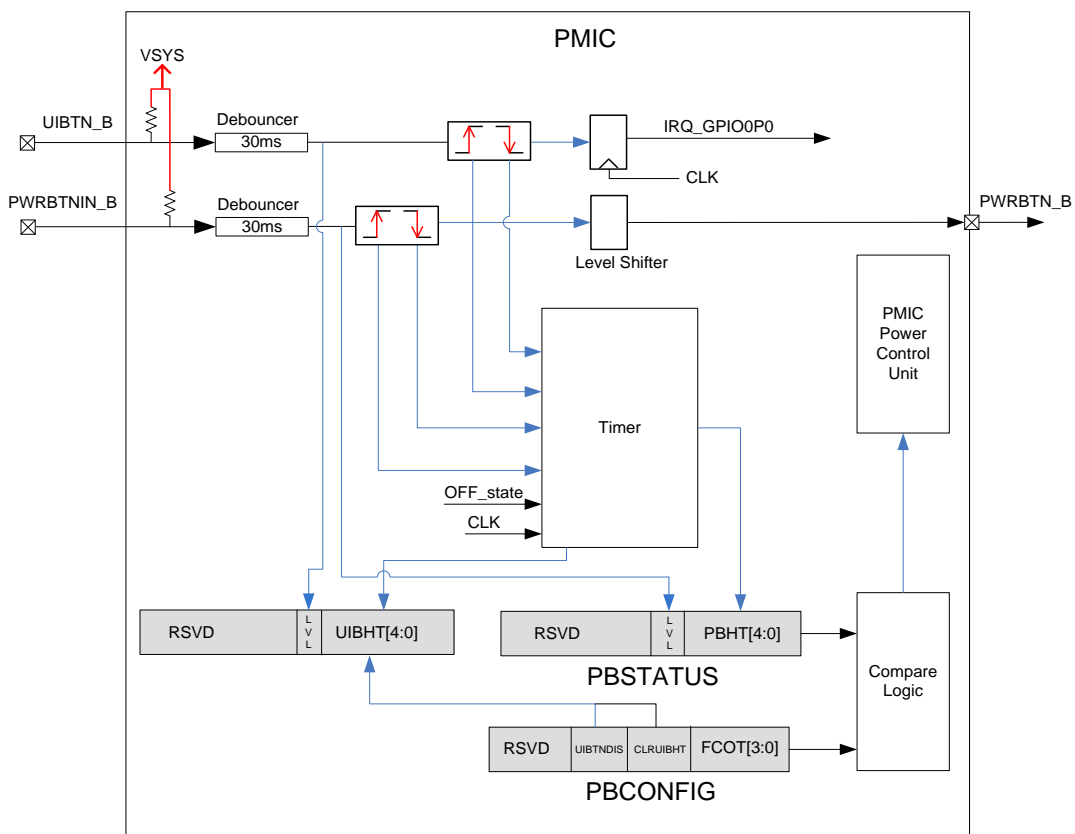 PMIC
VSYS
UIBTN_B
Debouncer
30ms
IRQ_GPIO0P0
CLK
PWRBTNIN_B
Debouncer
30ms
Level Shifter
PWRBTN_B
PMIC
Power
Control
Unit
Timer
OFF_state
CLK
RSVD
L
V
L
UIBHT[4:0]
RSVD
L
V
L
PBHT[4:0]
PBSTATUS
Compare
Logic
RSVD
UIBTNDIS
CLRUIBHT
FCOT[3:0]
PBCONFIG